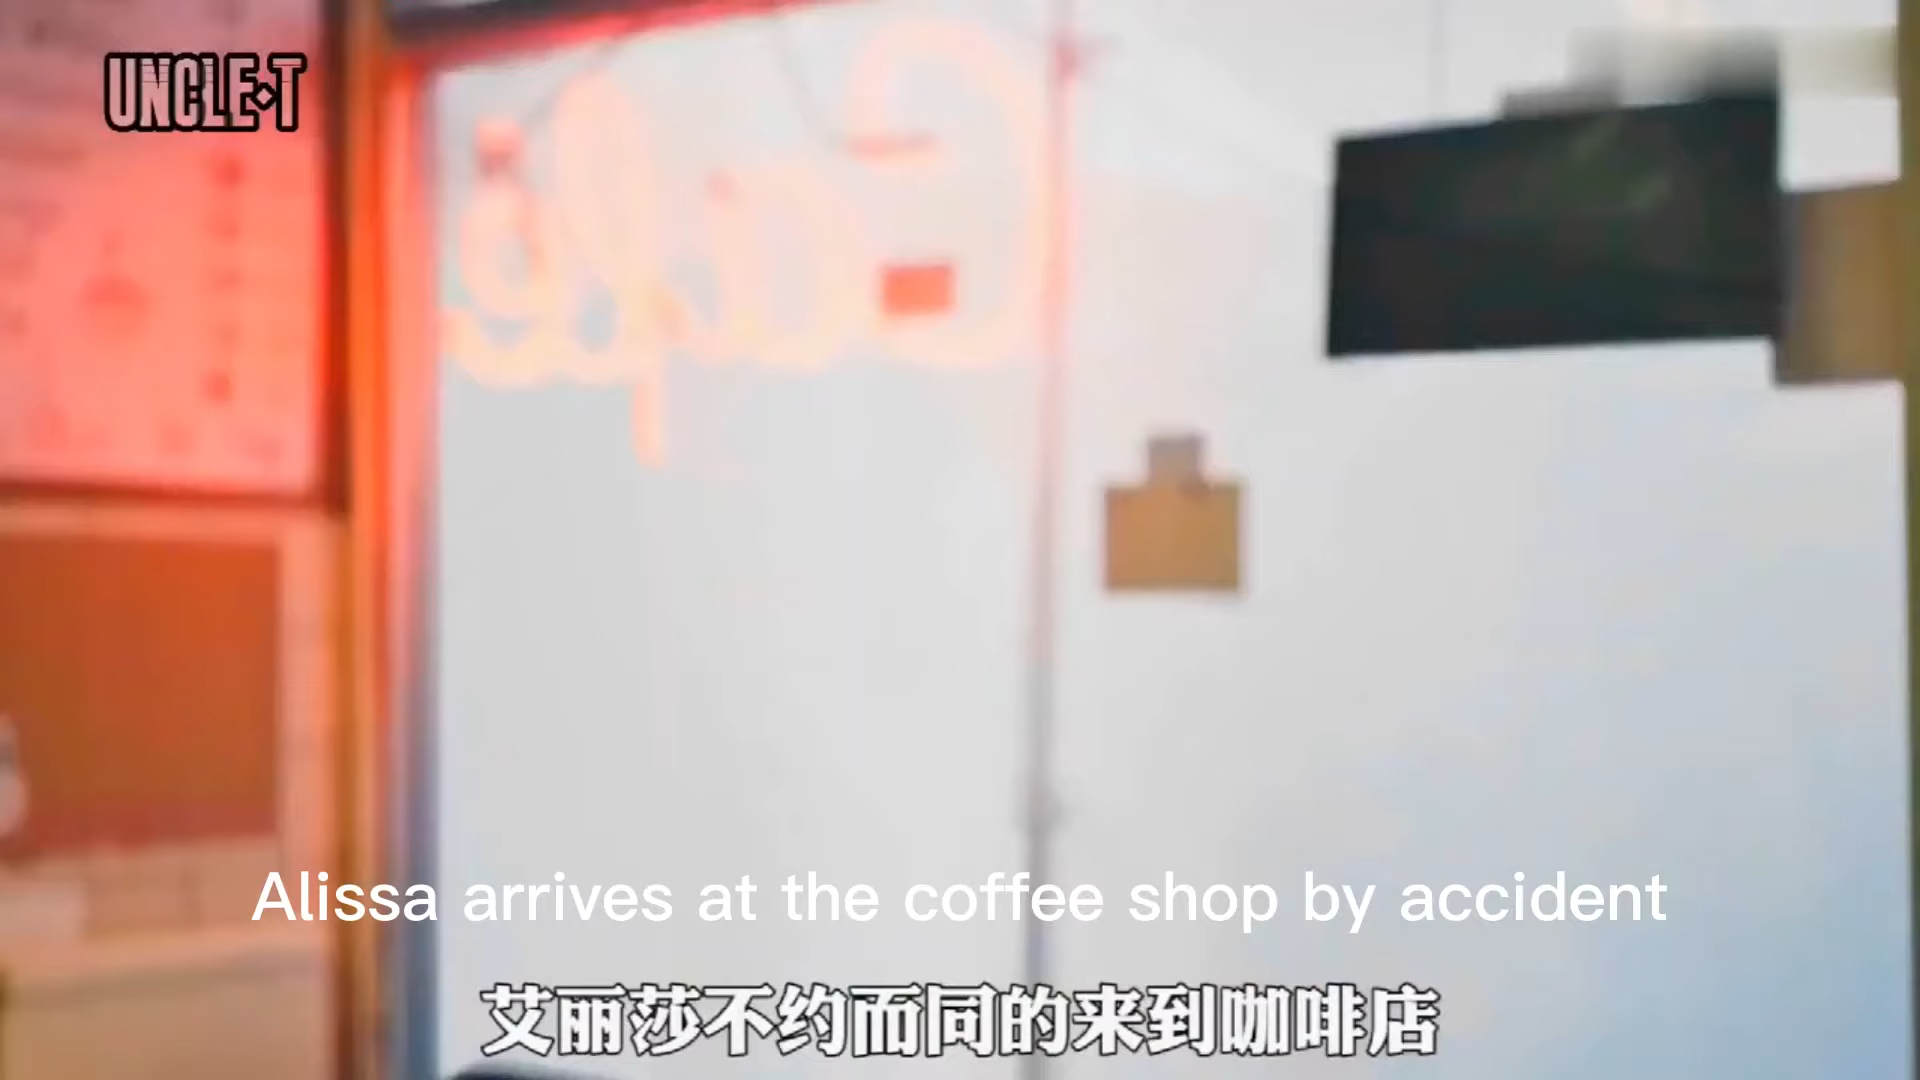 UNCLE·T
Alissa arrives at the coffee shop by accident
艾丽莎不约而同的来到咖啡店